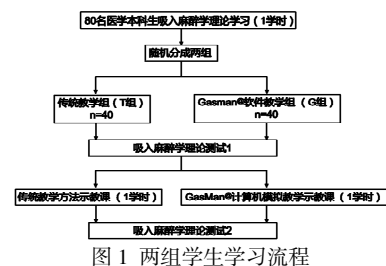 80名医学本科生吸入麻醉学理论学习（1学时）
随机分成两组
传统教学组（T组）
n=40
Gasman@软件教学组（G组）
n=40
吸入麻醉学理论测试1
传统教学方法示教课（1学时）
GasMan@计算机模拟教学示教课（1学时）
吸入麻醉学理论测试2
图 1 两组学生学习流程